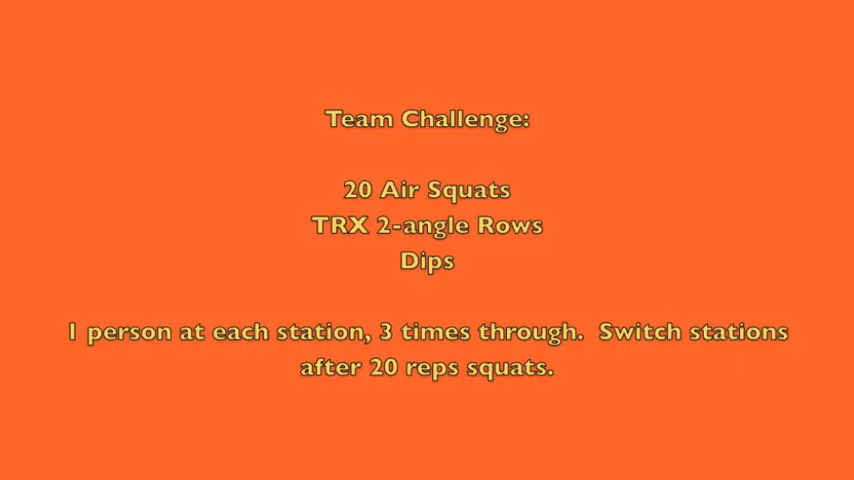 Team Challenge:
20 Air Squats
TRX 2-angle Rows
Dips
1 person at each station, 3 times through.  Switch stations
after 20 reps squats.